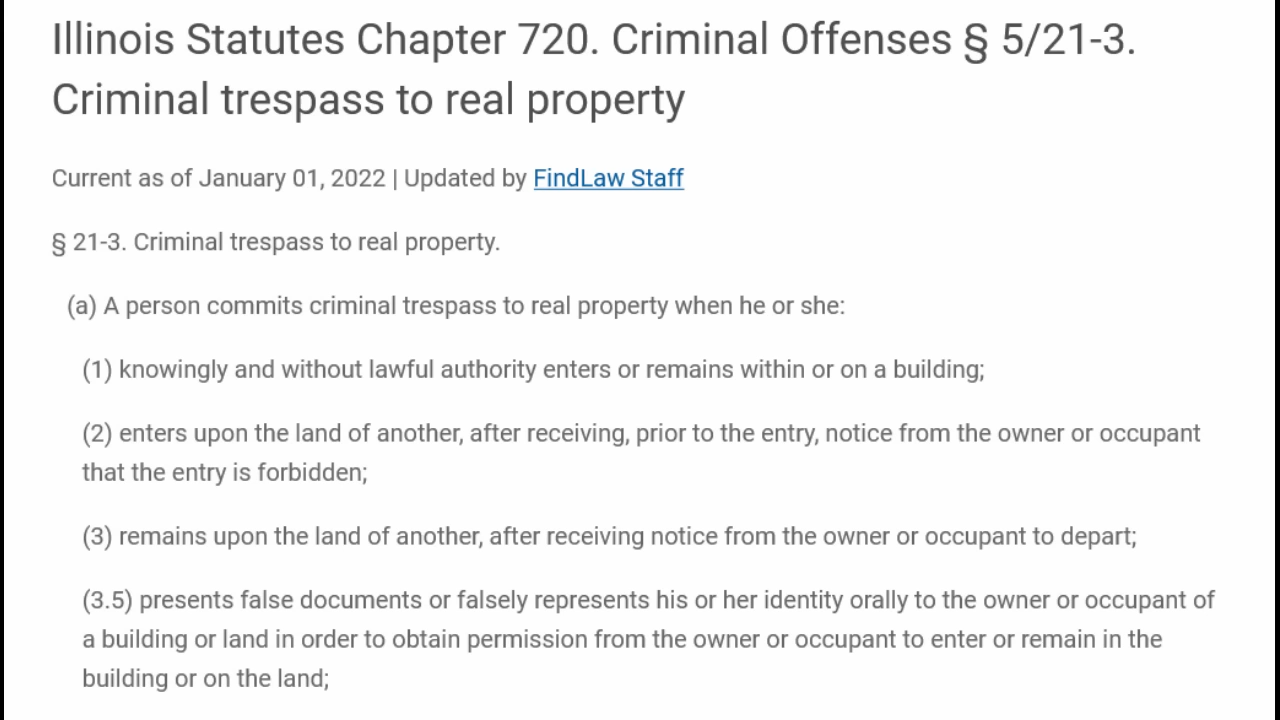 Illinois Statutes Chapter 720. Criminal Offenses § 5/21-3.
Criminal trespass to real property
Current as of January 01, 2022 | Updated by FindLaw Staff
§ 21-3. Criminal trespass to real property.
(a) A person commits criminal trespass to real property when he or she:
(1) knowingly and without lawful authority enters or remains within or on a building;
(2) enters upon the land of another, after receiving, prior to the entry, notice from the owner or occupant
that the entry is forbidden;
(3) remains upon the land of another, after receiving notice from the owner or occupant to depart;
(3.5) presents false documents or falsely represents his or her identity orally to the owner or occupant of
a building or land in order to obtain permission from the owner or occupant to enter or remain in the
building or on the land;